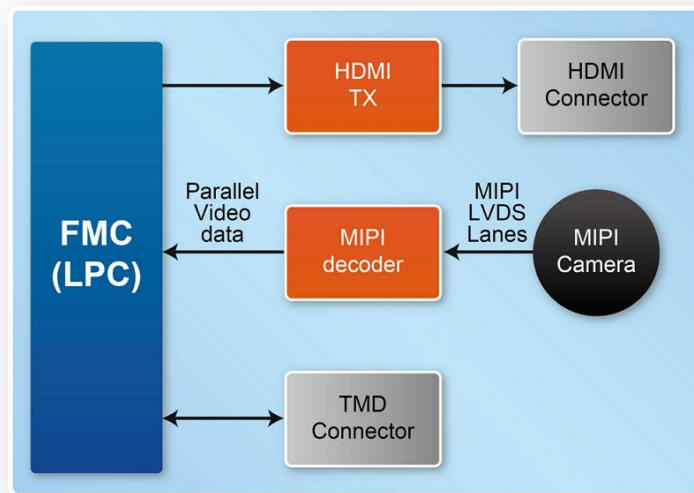 HDMI
TX
HDMI
Connector
FMC
(LPC)
Parallel
Video
data
MIPI
decoder
MIPI
LVDS
Lanes
MIPI
Camera
TMD
Connector